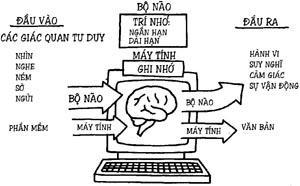 BỘ NÃO
ĐẦU VÀO
CÁC GIÁC QUAN TƯ DUY
NHÌN
NGHE
NẾM
SỜ
NGỬI
PHẦN MỀM
TRÍ NHỚ
NGẮN HẠN
DÀI HẠN
MÁY TÍNH
GHI NHỚ
BỘ NÃO
MÁY TÍNH
BỘ NÃO
MÁY TÍNH
ĐẦU RA
HÀNH VI
SUY NGHĨ
CẢM GIÁC
SỰ VẬN ĐỘNG
VĂN BẢN